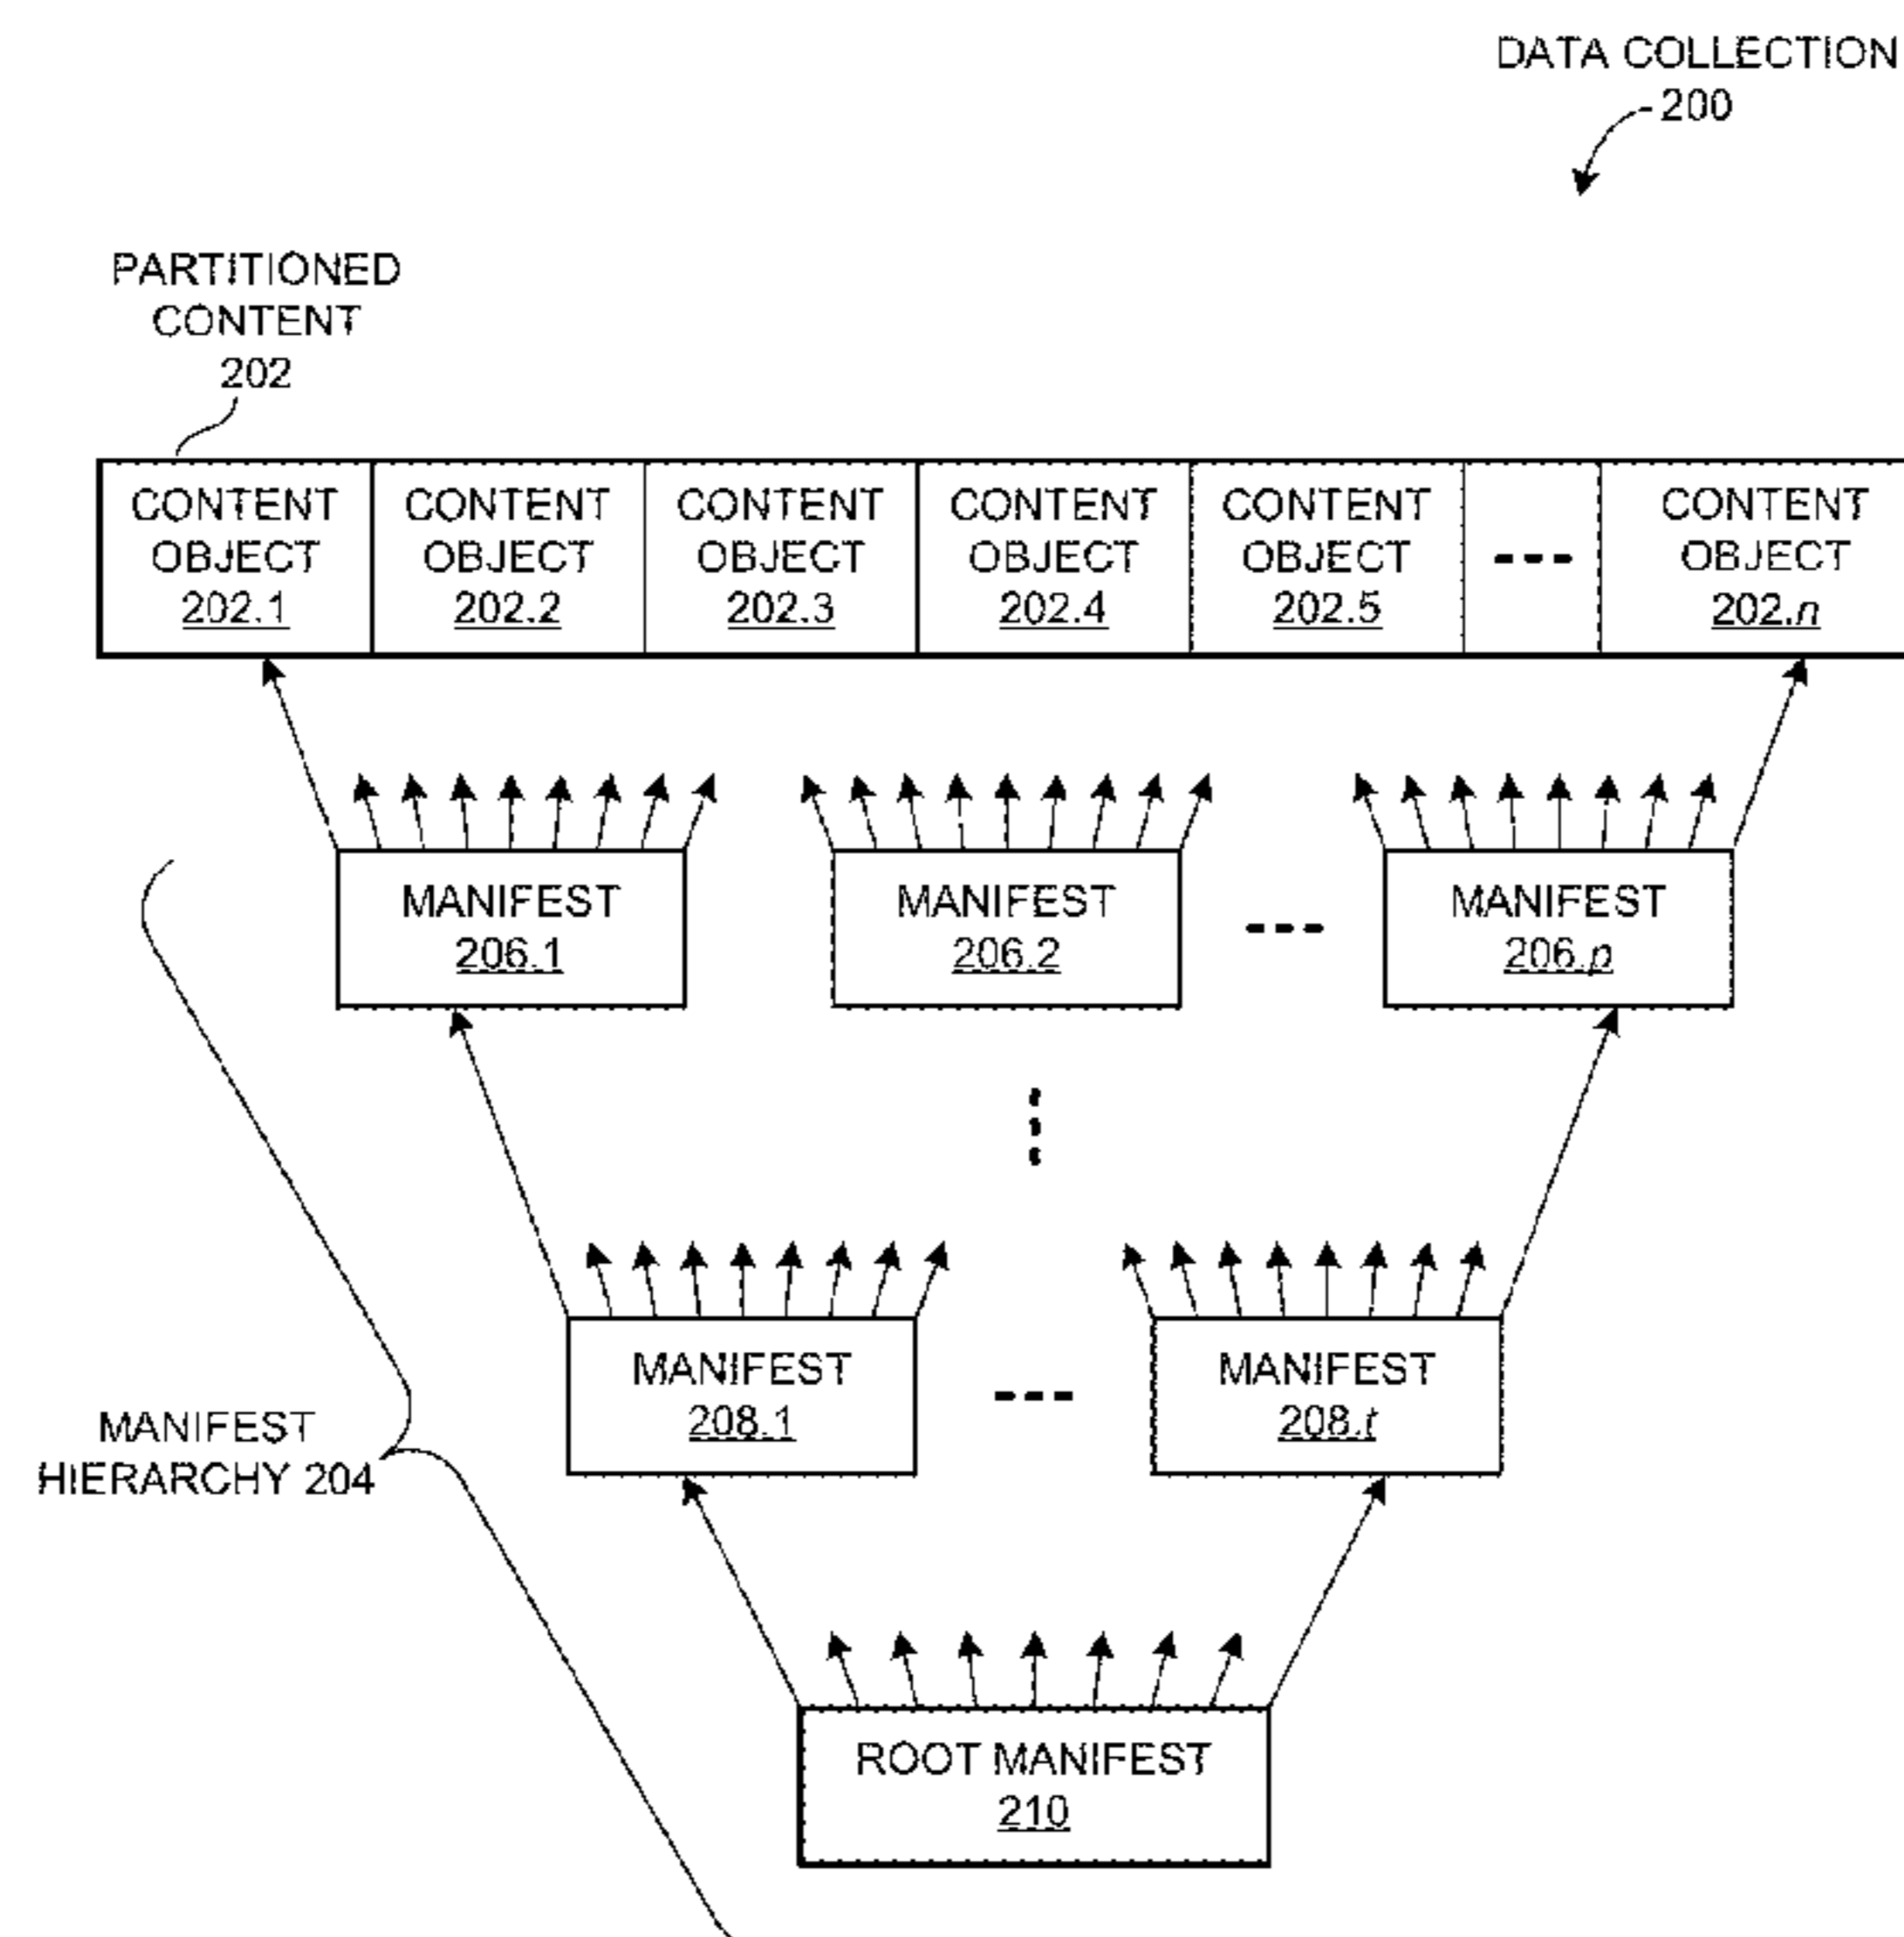 DATA COLLECTION
200
PARTITIONED
CONTENT
202
CONTENT OBJECT 202.1
CONTENT OBJECT 202.2
CONTENT OBJECT 202.3
CONTENT OBJECT 202.4
CONTENT OBJECT 202.5
CONTENT OBJECT 202.n
MANIFEST
206.1
MANIFEST
206.2
MANIFEST
206.p
MANIFEST
208.1
MANIFEST
208.t
MANIFEST
HIERARCHY 204
ROOT MANIFEST
210